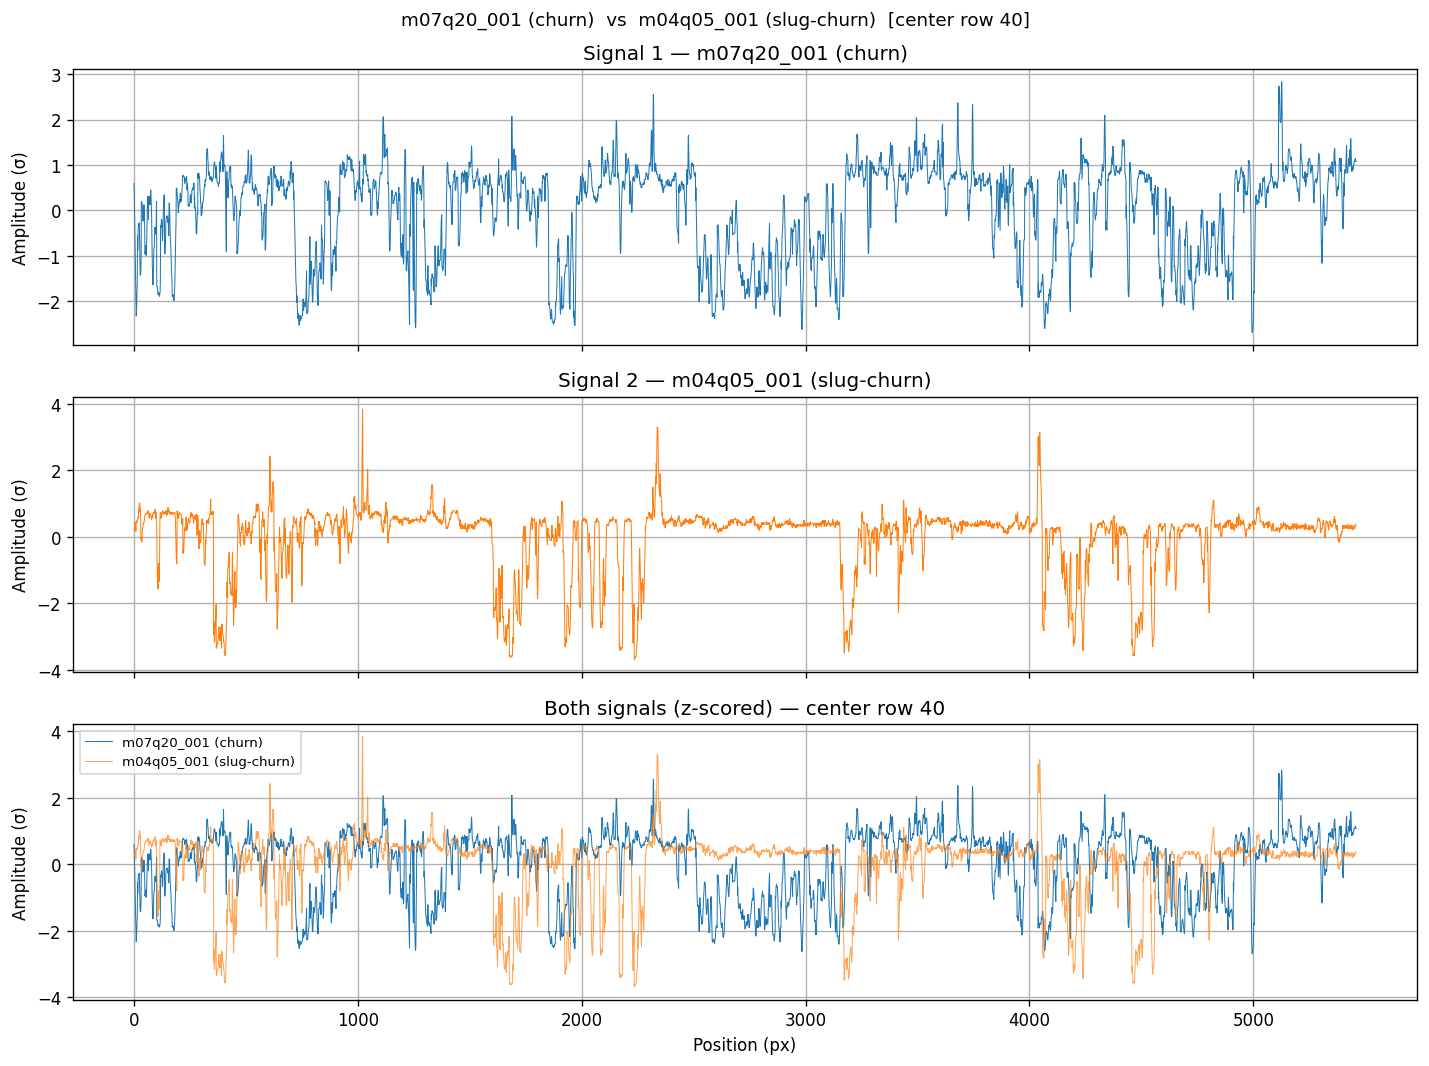 m07q20_001 (churn)  vs  m04q05_001 (slug-churn)  [center row 40]
Signal 1 — m07q20_001 (churn)
Amplitude (σ)
3
2
1
0
−1
−2
Signal 2 — m04q05_001 (slug-churn)
Amplitude (σ)
4
2
0
−2
−4
Both signals (z-scored) — center row 40
m07q20_001 (churn)
m04q05_001 (slug-churn)
Amplitude (σ)
4
2
0
−2
−4
0 1000 2000 3000 4000 5000
Position (px)